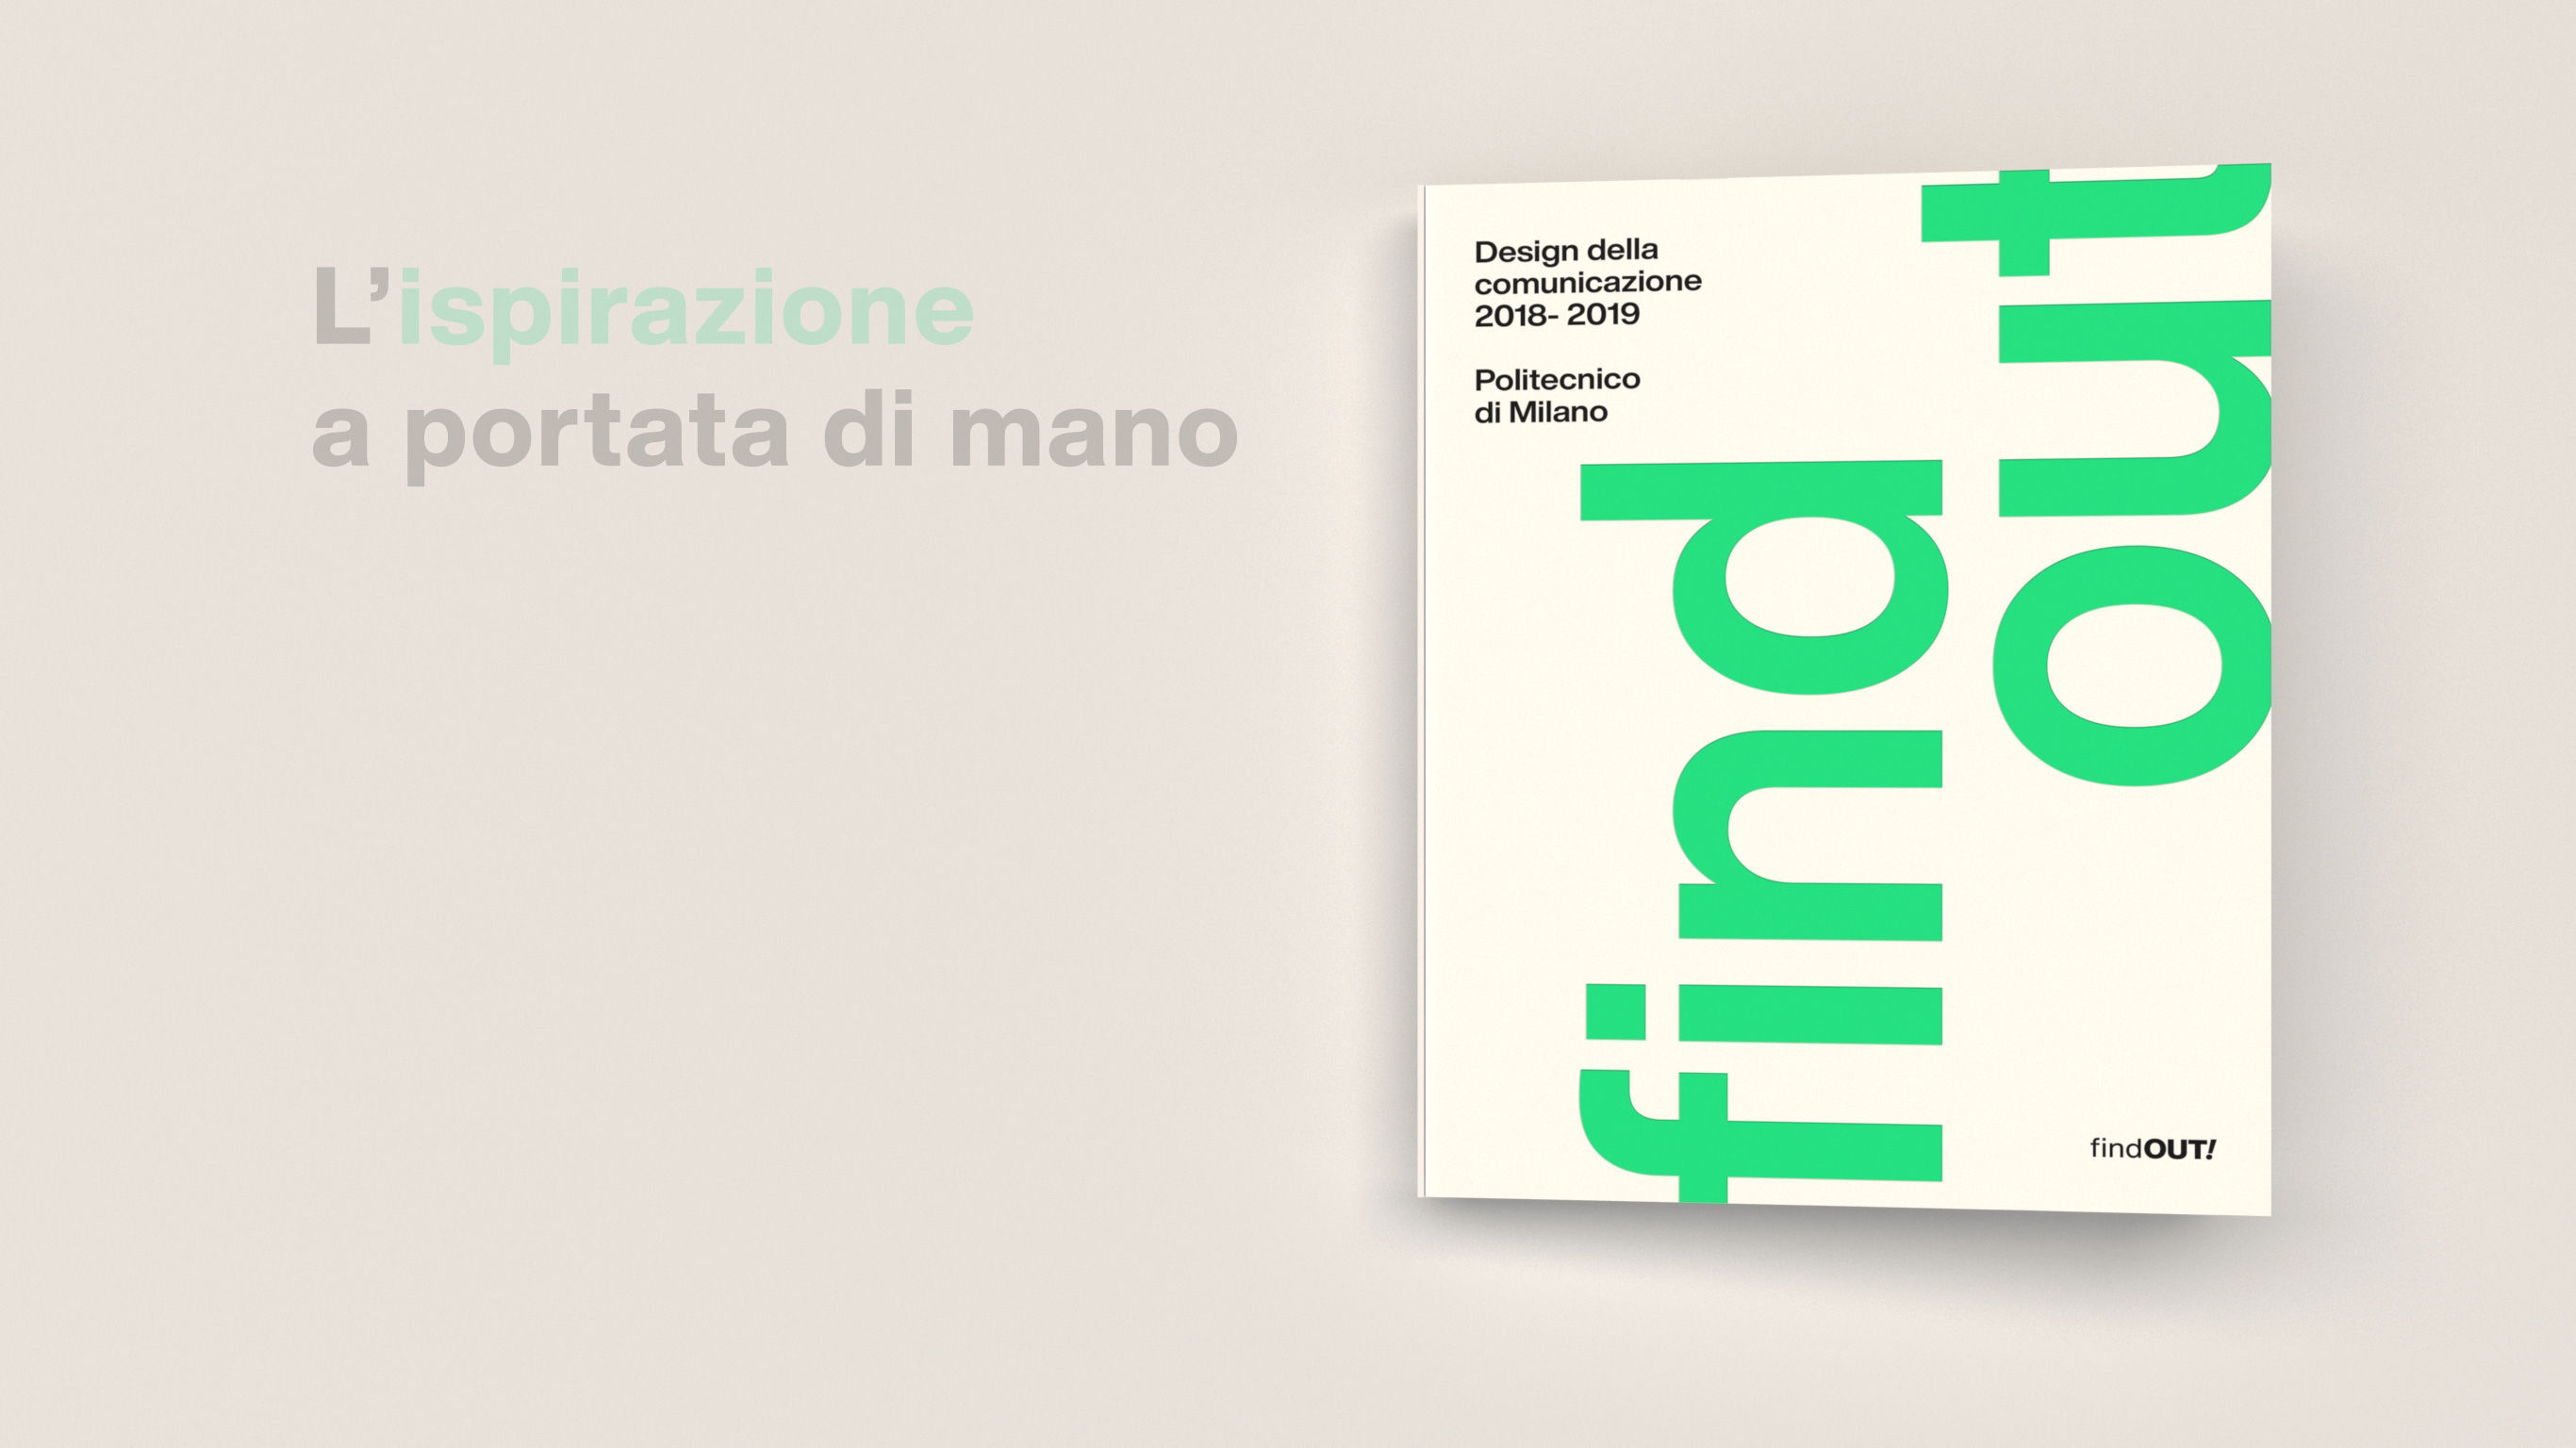 L’ispirazione
a portata di mano
Design della
comunicazione
2018- 2019
Politecnico
di Milano
find
out
findOUT!